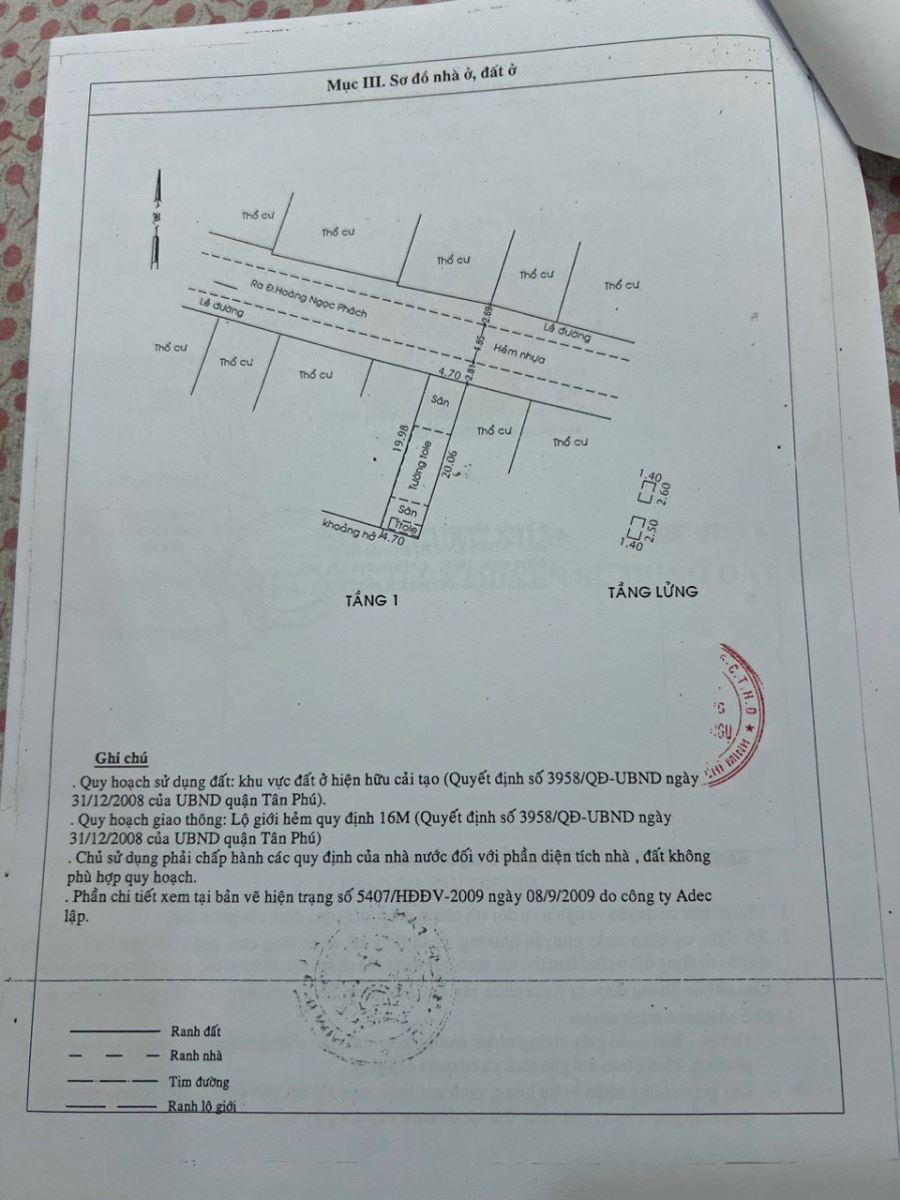 Mục III. Sơ đồ nhà ở, đất ở
Thổ cư
Thổ cư
Thổ cư
Thổ cư
Thổ cư
Ra Đ.Hoàng Ngọc Phách
Lề đường
2.69
4.85
2.81
Lề đường
Hẻm nhựa
Thổ cư
Thổ cư
Thổ cư
4.70
Sân
Thổ cư
Thổ cư
19.98
Tường tole
20.06
Sân
Ttole
khoảng hở
4.70
1.40
2.60
2.50
1.40
TẦNG 1
TẦNG LỬNG
.C.T.H.Đ ★
HÍ MINH
Ghi chú
. Quy hoạch sử dụng đất: khu vực đất ở hiện hữu cải tạo (Quyết định số 3958/QĐ-UBND ngày
31/12/2008 của UBND quận Tân Phú).
. Quy hoạch giao thông: Lộ giới hẻm quy định 16M (Quyết định số 3958/QĐ-UBND ngày
31/12/2008 của UBND quận Tân Phú)
. Chủ sử dụng phải chấp hành các quy định của nhà nước đối với phần diện tích nhà , đất không
phù hợp quy hoạch.
. Phần chi tiết xem tại bản vẽ hiện trạng số 5407/HĐĐV-2009 ngày 08/9/2009 do công ty Adec
lập.
Ranh đất
Ranh nhà
Tim đường
Ranh lộ giới